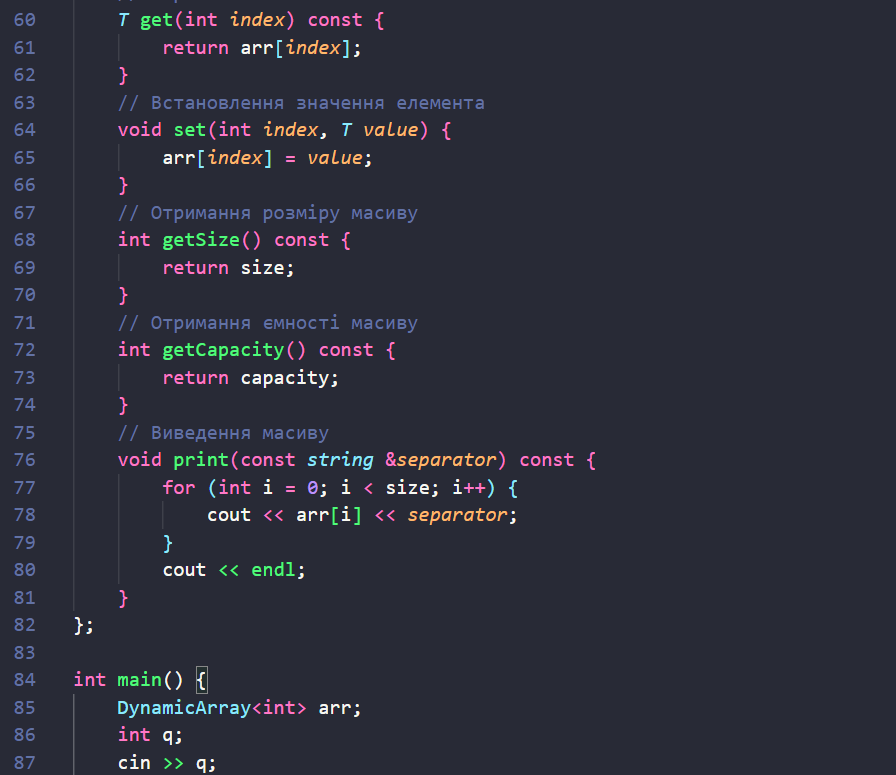 60 T get(int index) const {
61 return arr[index];
62 }
63 // Встановлення значення елемента
64 void set(int index, T value) {
65 arr[index] = value;
66 }
67 // Отримання розміру масиву
68 int getSize() const {
69 return size;
70 }
71 // Отримання ємності масиву
72 int getCapacity() const {
73 return capacity;
74 }
75 // Виведення масиву
76 void print(const string &separator) const {
77 for (int i = 0; i < size; i++) {
78 cout << arr[i] << separator;
79 }
80 cout << endl;
81 }
82 };
83
84 int main() {
85 DynamicArray<int> arr;
86 int q;
87 cin >> q;